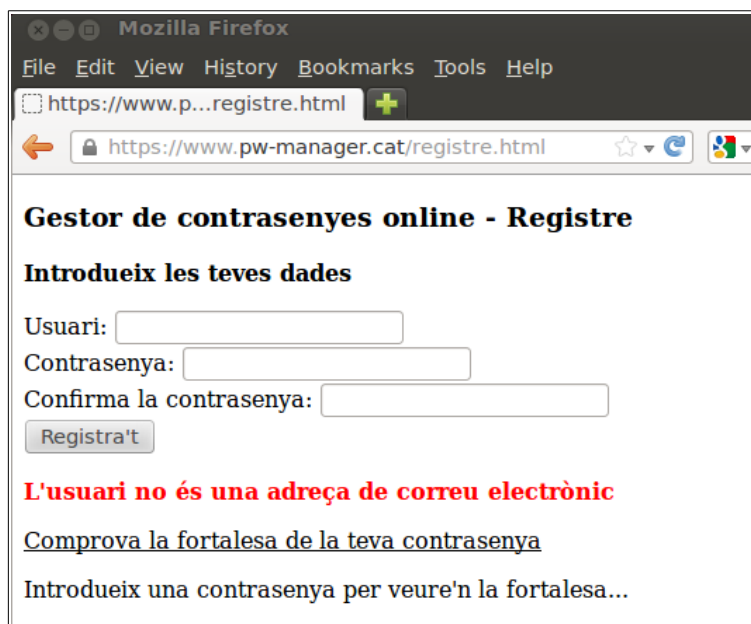 Mozilla Firefox
File Edit View History Bookmarks Tools Help
https://www.p...registre.html
https://www.pw-manager.cat/registre.html
Gestor de contrasenyes online - Registre
Introdueix les teves dades
Usuari:
Contrasenya:
Confirma la contrasenya:
Registra't
L'usuari no és una adreça de correu electrònic
Comprova la fortalesa de la teva contrasenya
Introdueix una contrasenya per veure'n la fortalesa...